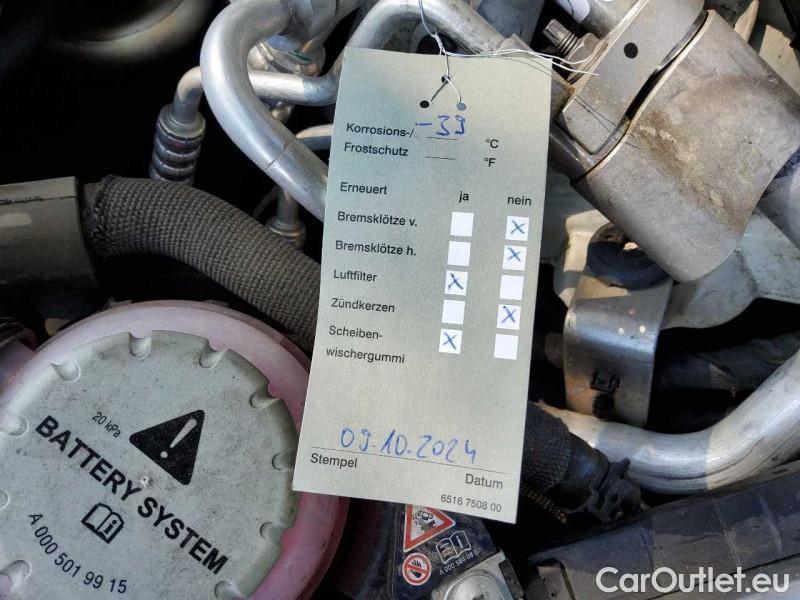 Korrosions-/ -39 °C
Frostschutz °F
Erneuert ja nein
Bremsklötze v.
Bremsklötze h.
Luftfilter
Zündkerzen
Scheiben-
wischergummi
09.10.2024
Stempel Datum
6516 7508 00
20 kPa
BATTERY SYSTEM
A 000 501 99 15
CarOutlet.eu